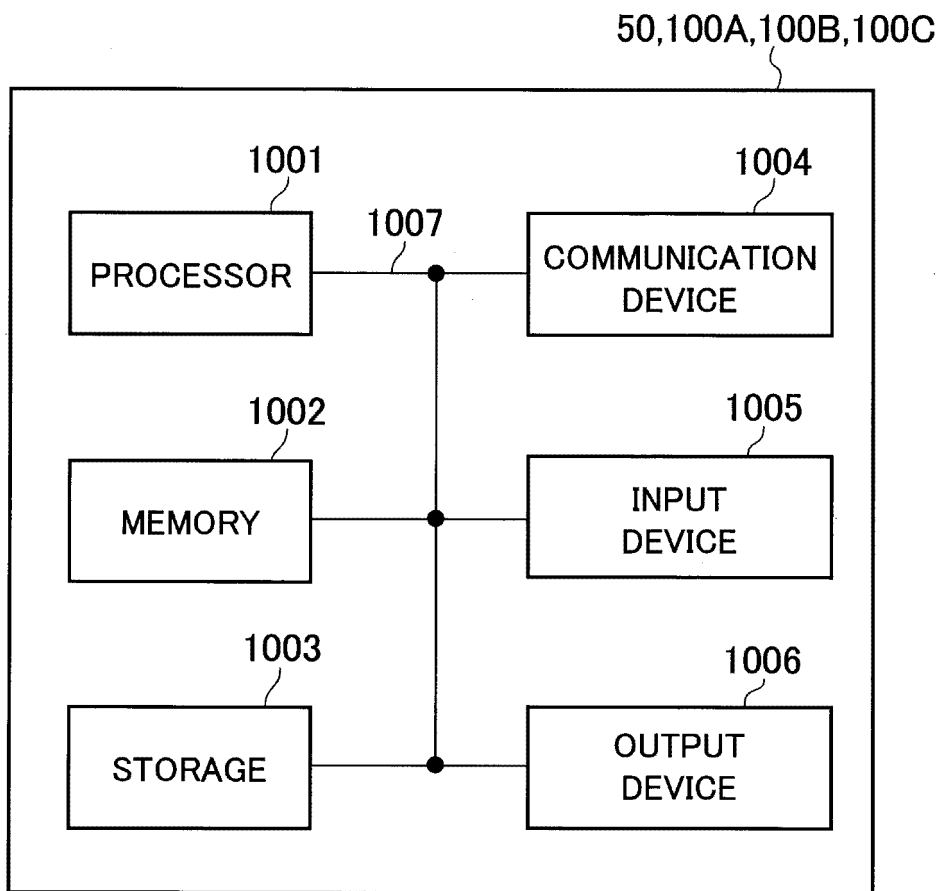 50,100A,100B,100C
1001
PROCESSOR
1007
1004
COMMUNICATION
DEVICE
1002
MEMORY
1005
INPUT
DEVICE
1003
STORAGE
1006
OUTPUT
DEVICE